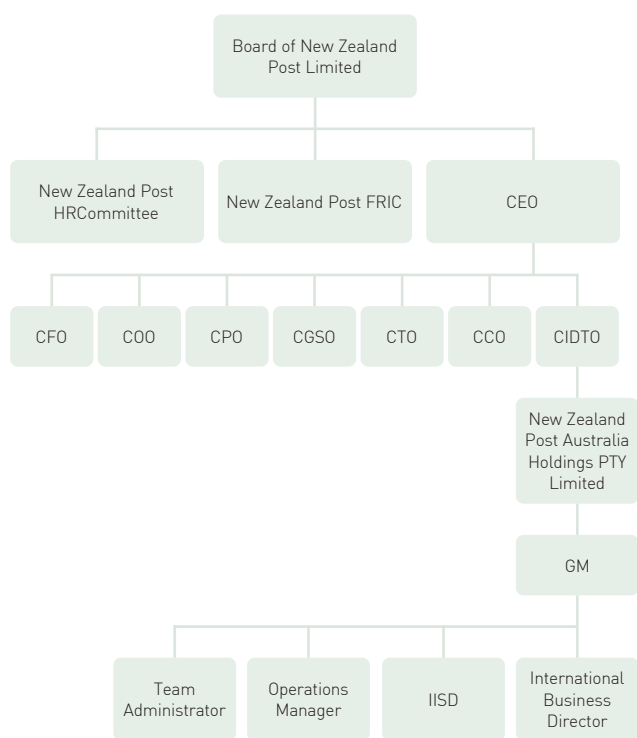 Board of New Zealand
Post Limited
New Zealand Post
HRCommittee
New Zealand Post FRIC
CEO
CFO
COO
CPO
CGSO
CTO
CCO
CIDTO
New Zealand
Post Australia
Holdings PTY
Limited
GM
Team
Administrator
Operations
Manager
IISD
International
Business
Director